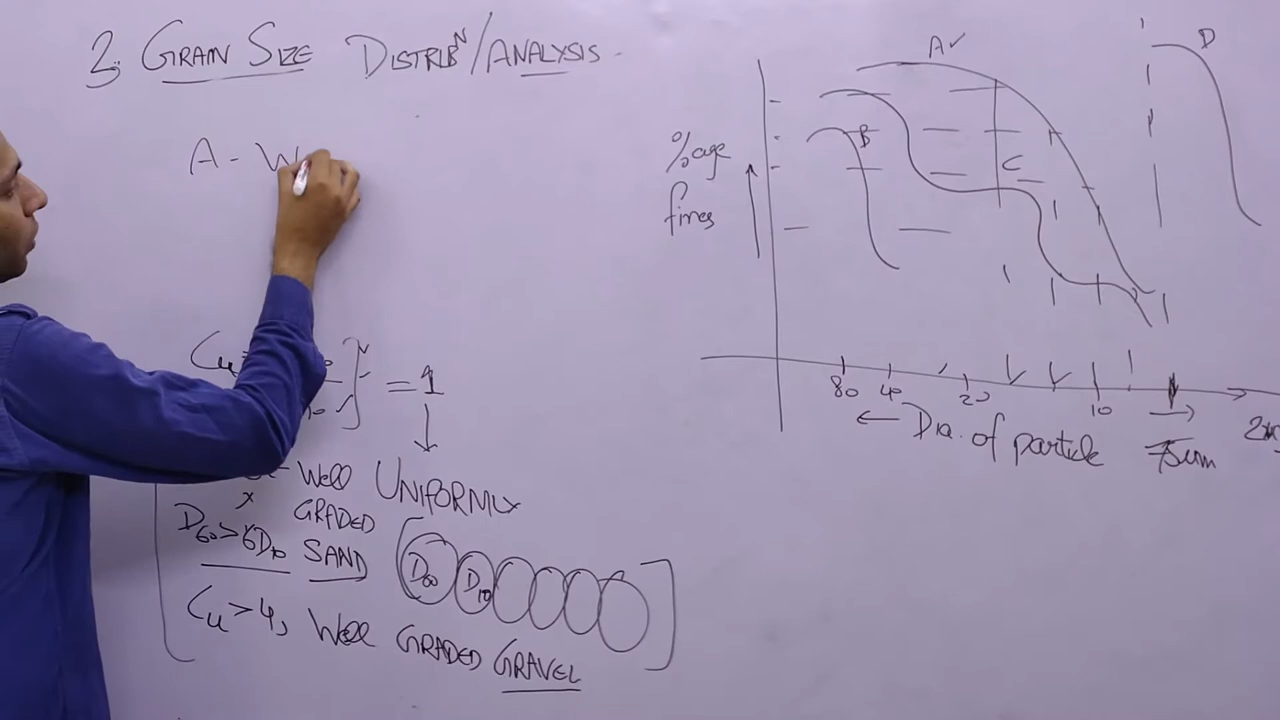 2. GRAIN SIZE DISTRIBN/ANALYSIS
A - W
Cu = = 1
Well UNIFORMLY
GRADED
D60 > 6D10 SAND
D60 D10
Cu > 4, Well GRADED GRAVEL
A✓
B
C
D
%age
fines
80 40 20 10
← Dia. of particle 75um